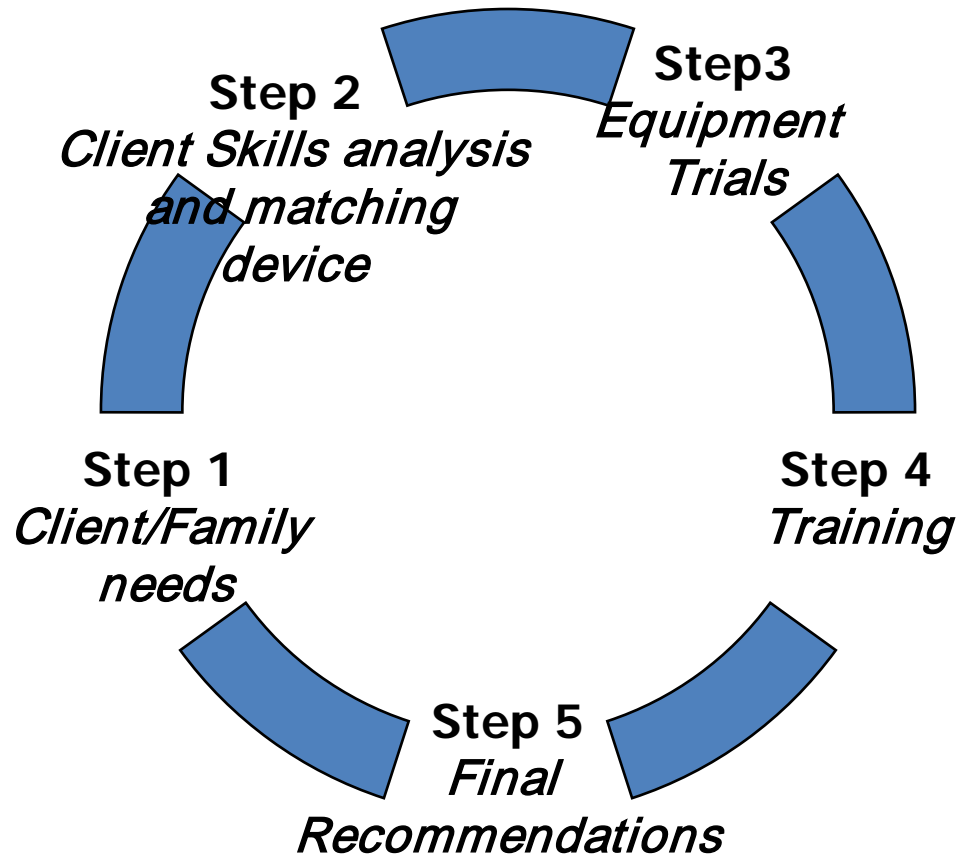 Step 1
Client/Family
needs
Step 2
Client Skills analysis
and matching
device
Step3
Equipment
Trials
Step 4
Training
Step 5
Final
Recommendations